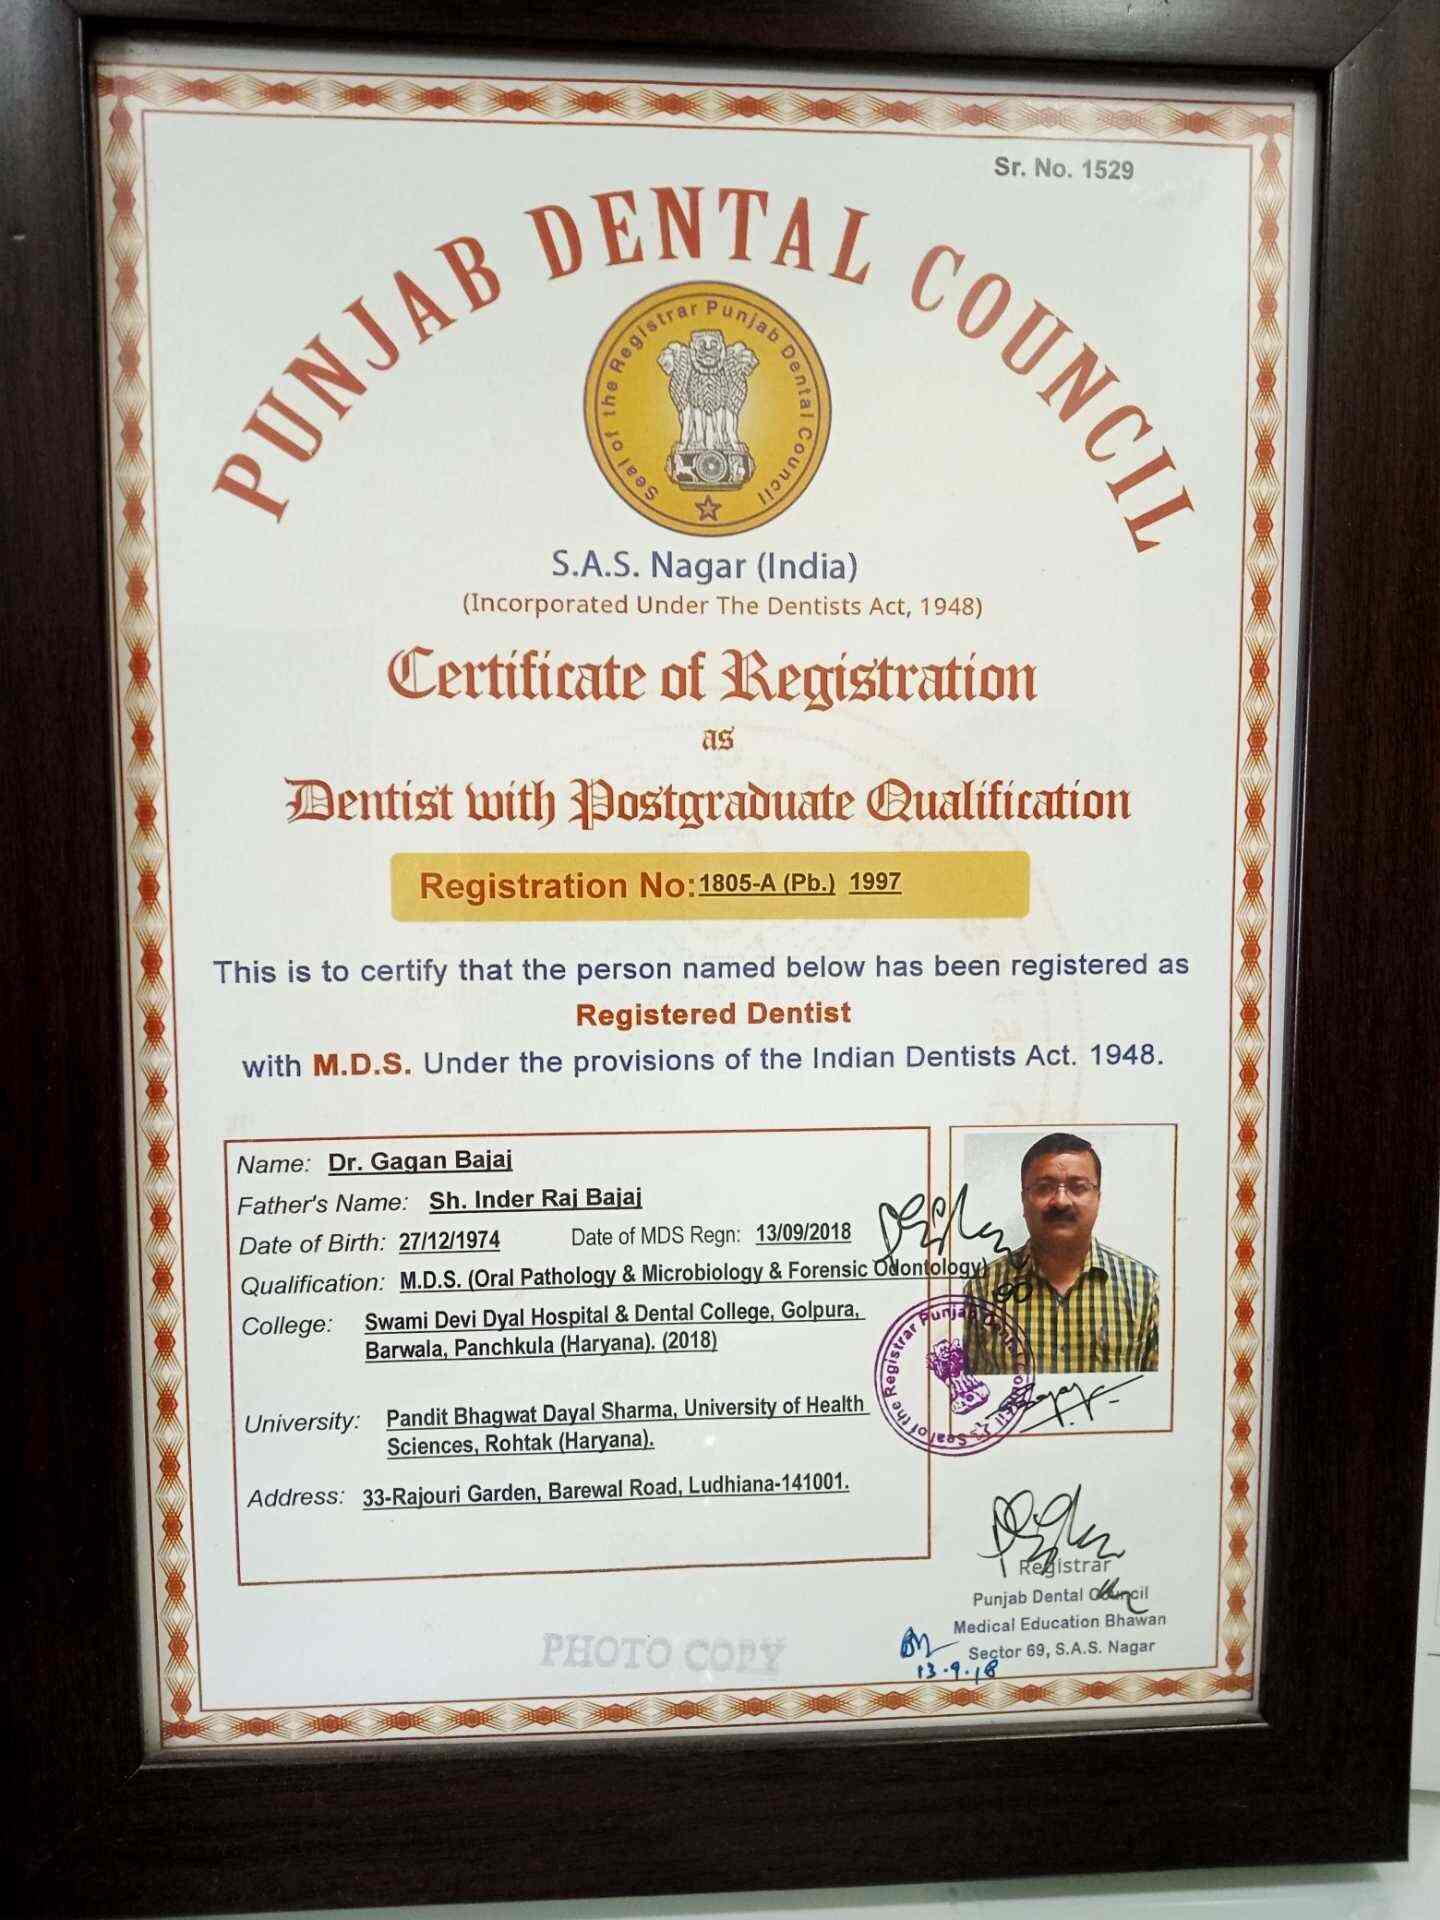 Sr. No. 1529
PUNJAB DENTAL COUNCIL
Seal of the Registrar Punjab Dental Council
S.A.S. Nagar (India)
(Incorporated Under The Dentists Act, 1948)
Certificate of Registration
as
Dentist with Postgraduate Qualification
Registration No: 1805-A (Pb.) 1997
This is to certify that the person named below has been registered as
Registered Dentist
with M.D.S. Under the provisions of the Indian Dentists Act. 1948.
Name: Dr. Gagan Bajaj
Father's Name: Sh. Inder Raj Bajaj
Date of Birth: 27/12/1974 Date of MDS Regn: 13/09/2018
Qualification: M.D.S. (Oral Pathology & Microbiology & Forensic Odontology)
College: Swami Devi Dyal Hospital & Dental College, Golpura,
Barwala, Panchkula (Haryana). (2018)
University: Pandit Bhagwat Dayal Sharma, University of Health
Sciences, Rohtak (Haryana).
Address: 33-Rajouri Garden, Barewal Road, Ludhiana-141001.
Seal of the Registrar Punjab Dental Council
Registrar
Punjab Dental Council
Medical Education Bhawan
Sector 69, S.A.S. Nagar
13.9.18
PHOTO COPY